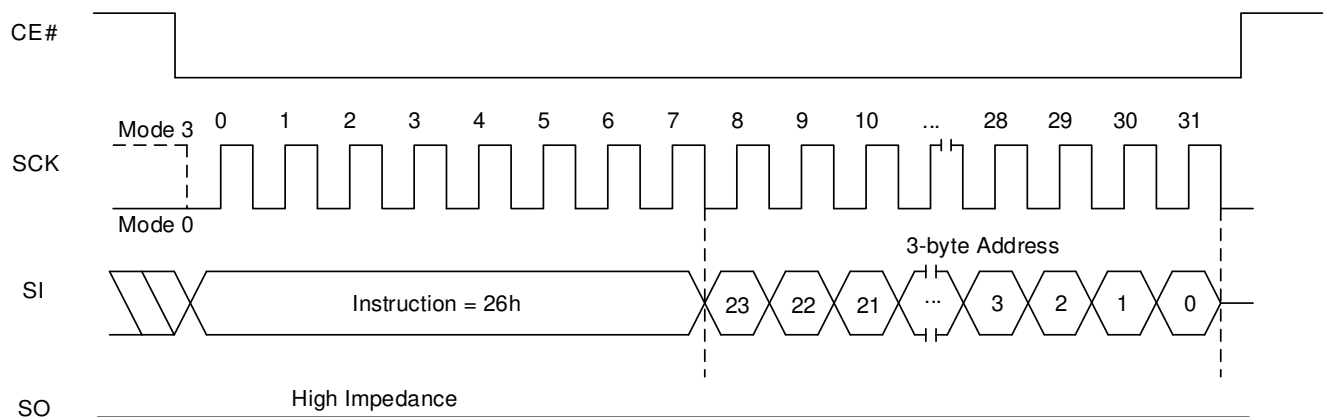 CE#
Mode 3
0 1 2 3 4 5 6 7 8 9 10 ... 28 29 30 31
SCK
Mode 0
3-byte Address
SI
Instruction = 26h
23 22 21 ... 3 2 1 0
High Impedance
SO